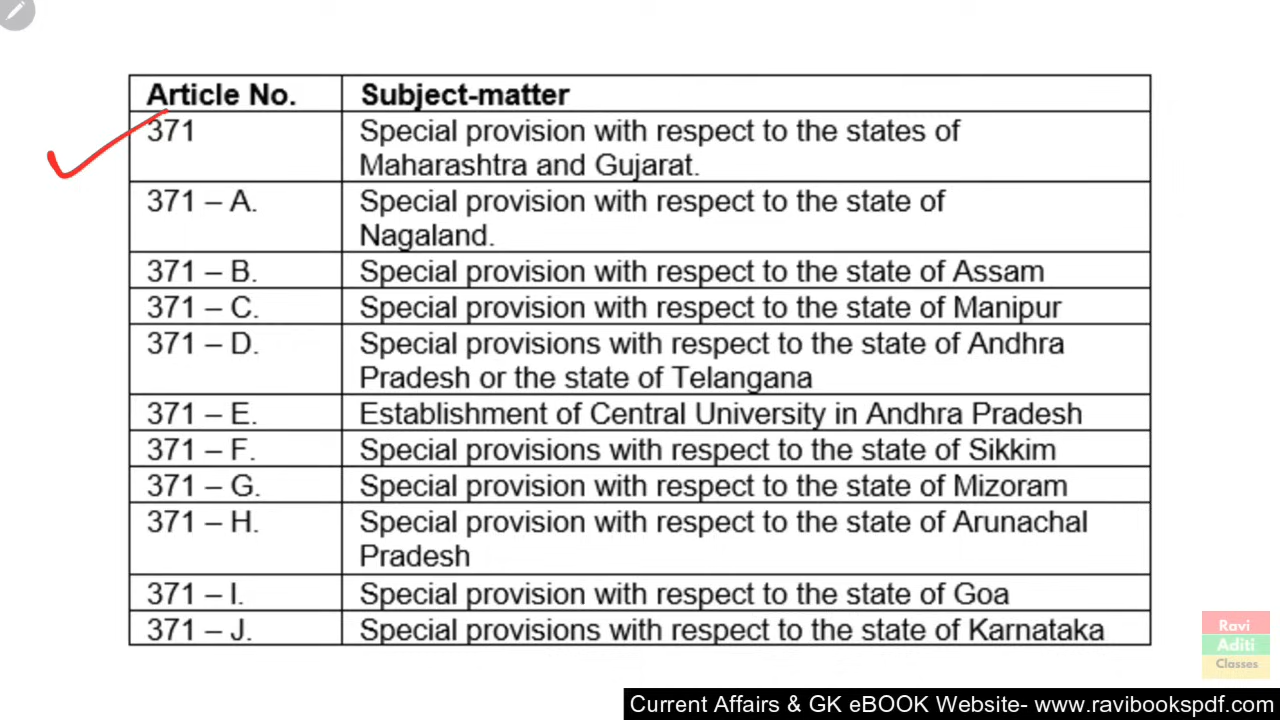 Article No. Subject-matter
371 Special provision with respect to the states of
Maharashtra and Gujarat.
371 – A. Special provision with respect to the state of
Nagaland.
371 – B. Special provision with respect to the state of Assam
371 – C. Special provision with respect to the state of Manipur
371 – D. Special provisions with respect to the state of Andhra
Pradesh or the state of Telangana
371 – E. Establishment of Central University in Andhra Pradesh
371 – F. Special provisions with respect to the state of Sikkim
371 – G. Special provision with respect to the state of Mizoram
371 – H. Special provision with respect to the state of Arunachal
Pradesh
371 – I. Special provision with respect to the state of Goa
371 – J. Special provisions with respect to the state of Karnataka
Ravi
Aditi
Classes
Current Affairs & GK eBOOK Website- www.ravibookspdf.com